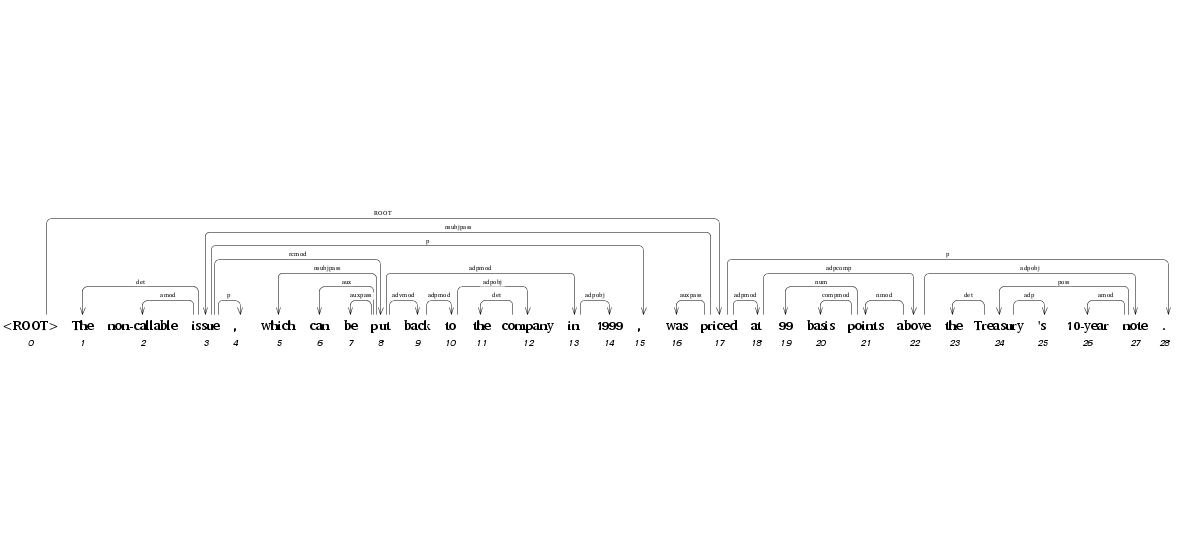 ROOT
nsubjpass
p
rcmod p
nsubjpass adpmod adpcomp adpobj
det aux adpobj num poss
amod p auxpass advmod adpmod det adpobj auxpass adpmod compmod nmod det adp amod
<ROOT> The non-callable issue , which can be put back to the company in 1999 , was priced at 99 basis points above the Treasury 's 10-year note .
0 1 2 3 4 5 6 7 8 9 10 11 12 13 14 15 16 17 18 19 20 21 22 23 24 25 26 27 28